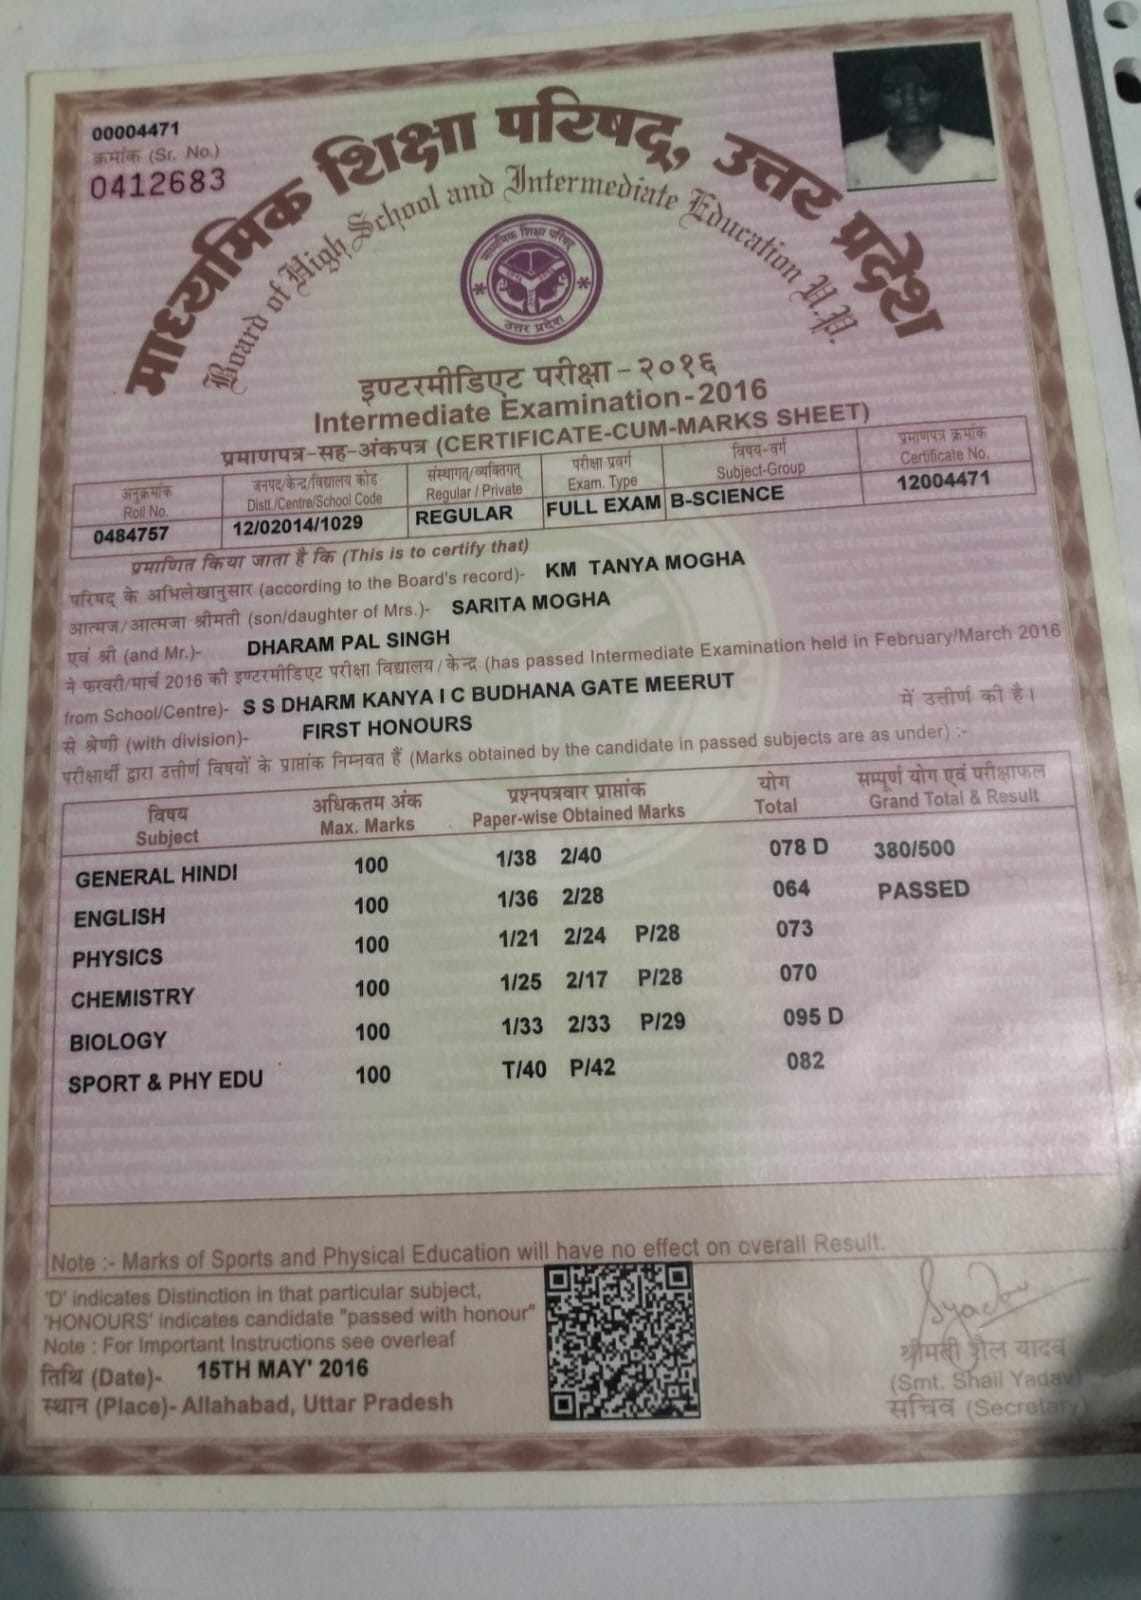 00004471
क्रमांक (Sr. No.)
0412683
माध्यमिक शिक्षा परिषद्, उत्तर प्रदेश
Board of High School and Intermediate Education U.P.
माध्यमिक शिक्षा परिषद्
उत्तर प्रदेश
इण्टरमीडिएट परीक्षा-२०१६
Intermediate Examination-2016
प्रमाणपत्र-सह-अंकपत्र (CERTIFICATE-CUM-MARKS SHEET)
अनुक्रमांक जनपद/केन्द्र/विद्यालय कोड संस्थागत्/व्यक्तिगत् परीक्षा प्रवर्ग विषय-वर्ग प्रमाणपत्र क्रमांक
Roll No. Distt./Centre/School Code Regular / Private Exam. Type Subject-Group Certificate No.
0484757 12/02014/1029 REGULAR FULL EXAM B-SCIENCE 12004471
प्रमाणित किया जाता है कि (This is to certify that)
परिषद् के अभिलेखानुसार (according to the Board's record)- KM TANYA MOGHA
आत्मज/आत्मजा श्रीमती (son/daughter of Mrs.)- SARITA MOGHA
एवं श्री (and Mr.)- DHARAM PAL SINGH
ने फरवरी/मार्च 2016 की इण्टरमीडिएट परीक्षा विद्यालय/केन्द्र (has passed Intermediate Examination held in February/March 2016
from School/Centre)- S S DHARM KANYA I C BUDHANA GATE MEERUT
में उत्तीर्ण की है।
से श्रेणी (with division)- FIRST HONOURS
परीक्षार्थी द्वारा उत्तीर्ण विषयों के प्राप्तांक निम्नवत हैं (Marks obtained by the candidate in passed subjects are as under) :-
विषय अधिकतम अंक प्रश्नपत्रवार प्राप्तांक योग सम्पूर्ण योग एवं परीक्षाफल
Subject Max. Marks Paper-wise Obtained Marks Total Grand Total & Result
GENERAL HINDI 100 1/38 2/40 078 D 380/500
ENGLISH 100 1/36 2/28 064 PASSED
PHYSICS 100 1/21 2/24 P/28 073
CHEMISTRY 100 1/25 2/17 P/28 070
BIOLOGY 100 1/33 2/33 P/29 095 D
SPORT & PHY EDU 100 T/40 P/42 082
Note :- Marks of Sports and Physical Education will have no effect on overall Result.
'D' indicates Distinction in that particular subject,
'HONOURS' indicates candidate "passed with honour"
Note : For Important Instructions see overleaf
तिथि (Date)- 15TH MAY' 2016
स्थान (Place)- Allahabad, Uttar Pradesh
श्रीमती शैल यादव
(Smt. Shail Yadav)
सचिव (Secretary)